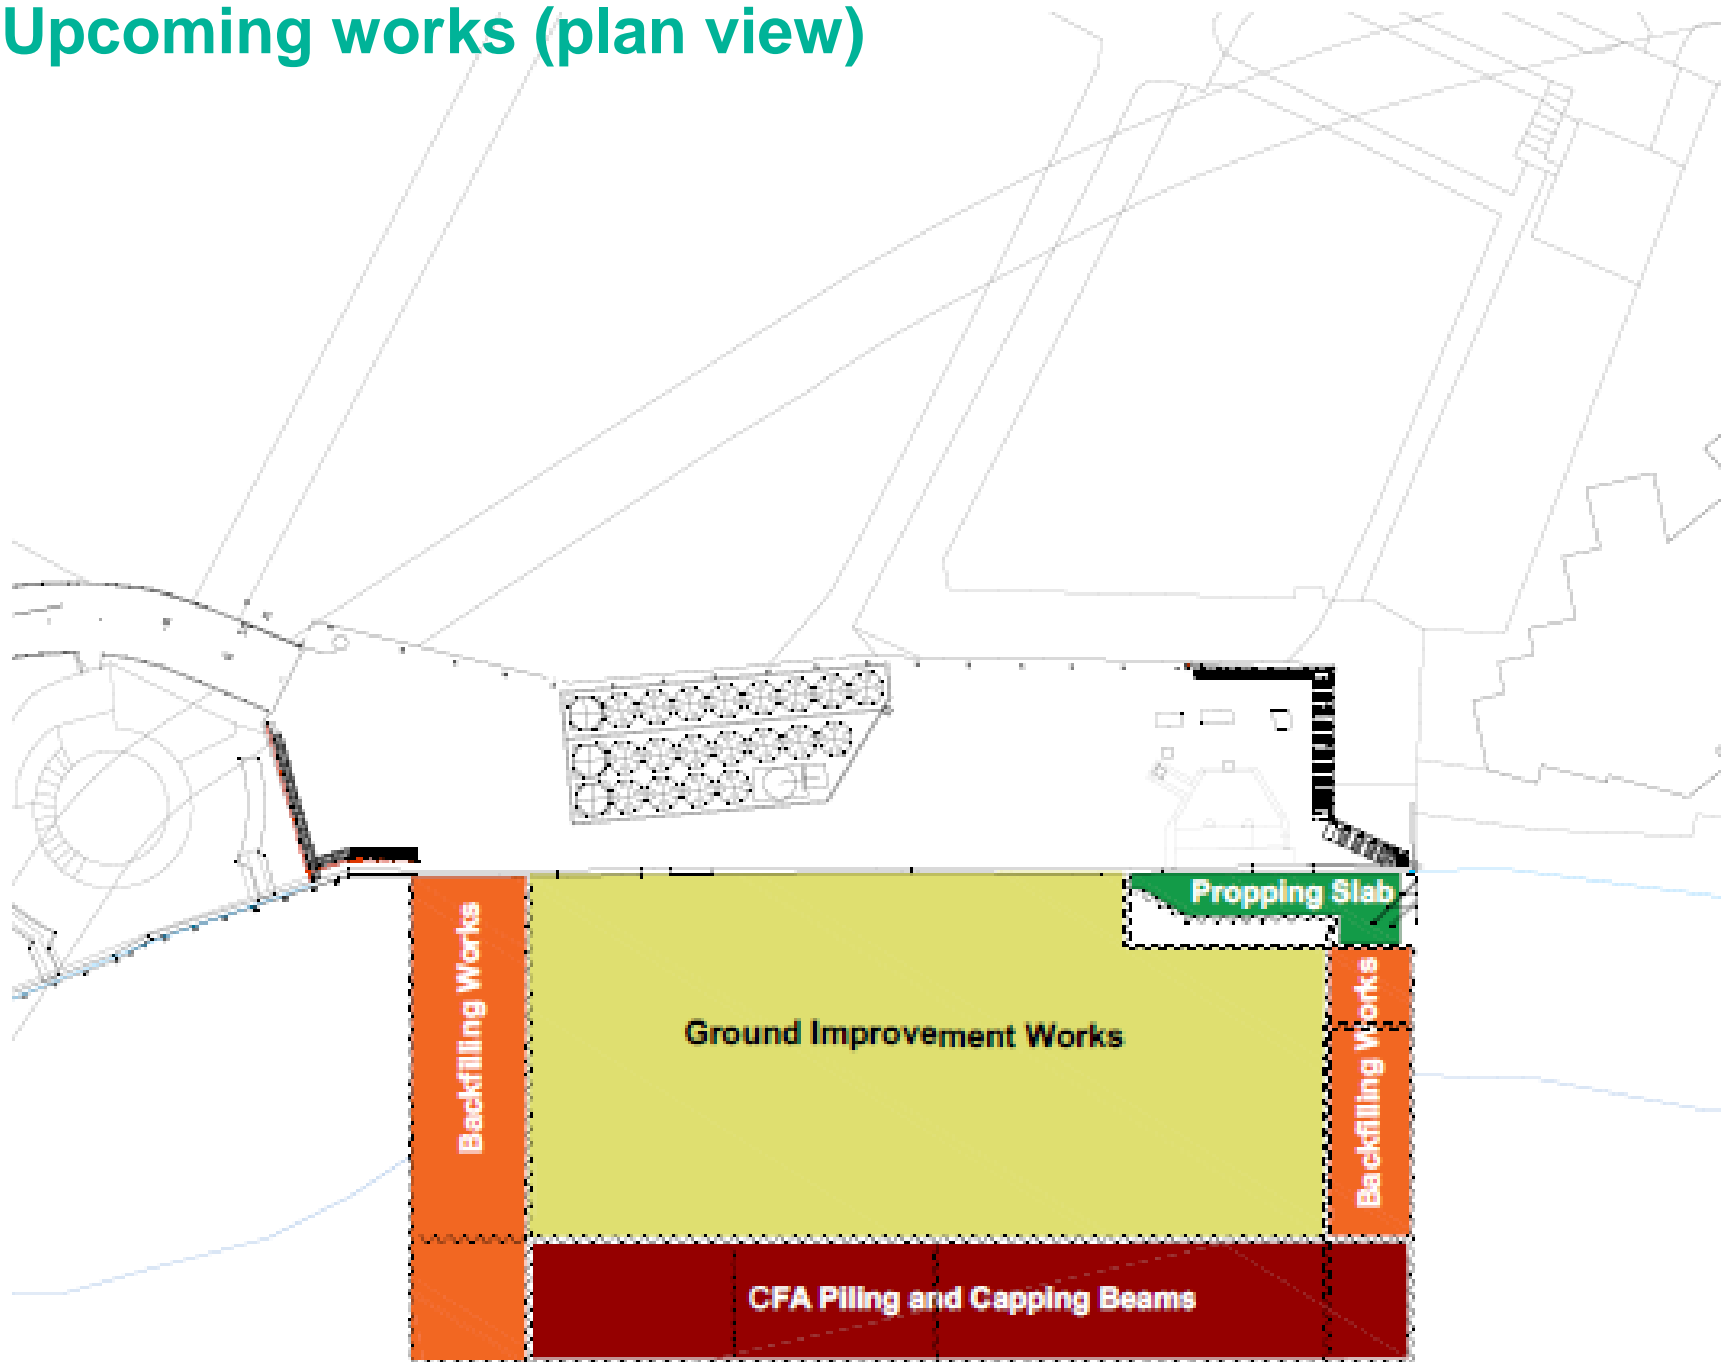 Upcoming works (plan view)
Propping Slab
Backfilling Works
Backfilling Works
Ground Improvement Works
CFA Piling and Capping Beams